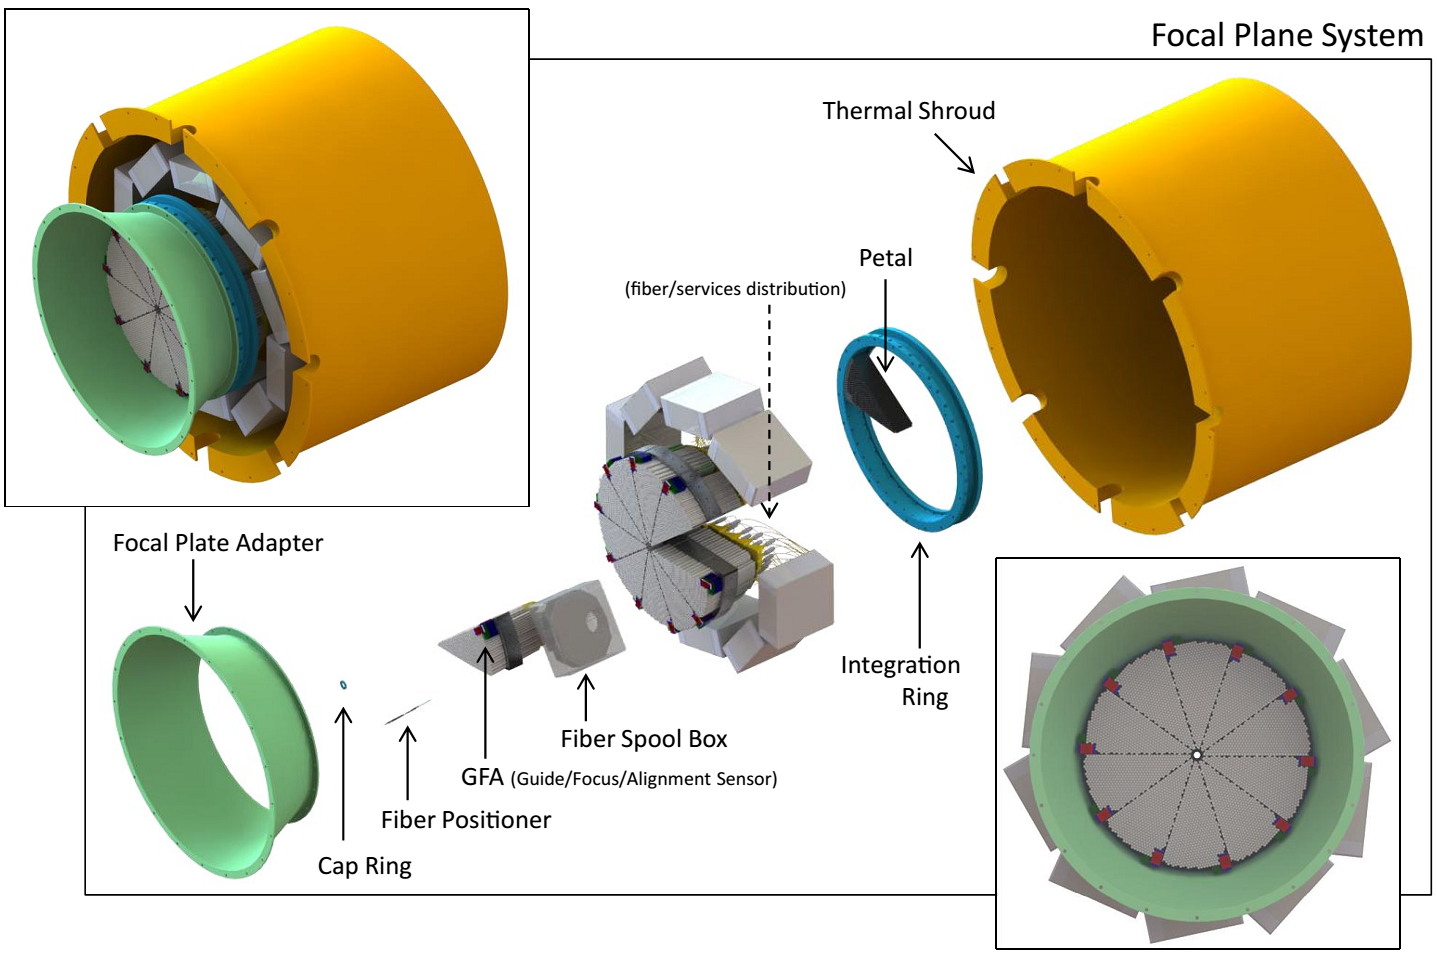 Focal Plane System
Thermal Shroud
Petal
(fiber/services distribution)
Focal Plate Adapter
Integration
Ring
Fiber Spool Box
GFA (Guide/Focus/Alignment Sensor)
Fiber Positioner
Cap Ring